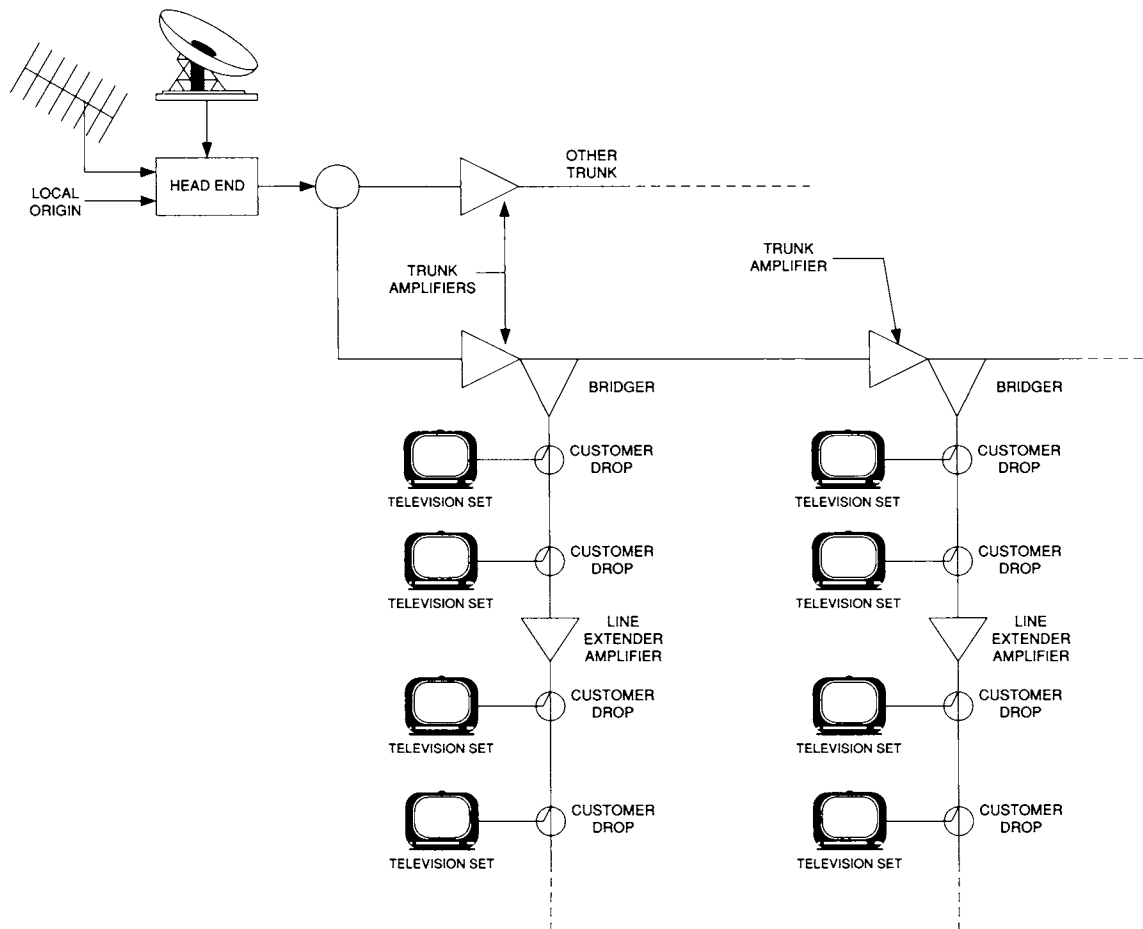 HEAD END
LOCAL
ORIGIN
OTHER
TRUNK
TRUNK
AMPLIFIERS
TRUNK
AMPLIFIER
BRIDGER
BRIDGER
CUSTOMER
DROP
TELEVISION SET
CUSTOMER
DROP
TELEVISION SET
CUSTOMER
DROP
TELEVISION SET
CUSTOMER
DROP
TELEVISION SET
LINE
EXTENDER
AMPLIFIER
LINE
EXTENDER
AMPLIFIER
CUSTOMER
DROP
TELEVISION SET
CUSTOMER
DROP
TELEVISION SET
CUSTOMER
DROP
TELEVISION SET
CUSTOMER
DROP
TELEVISION SET